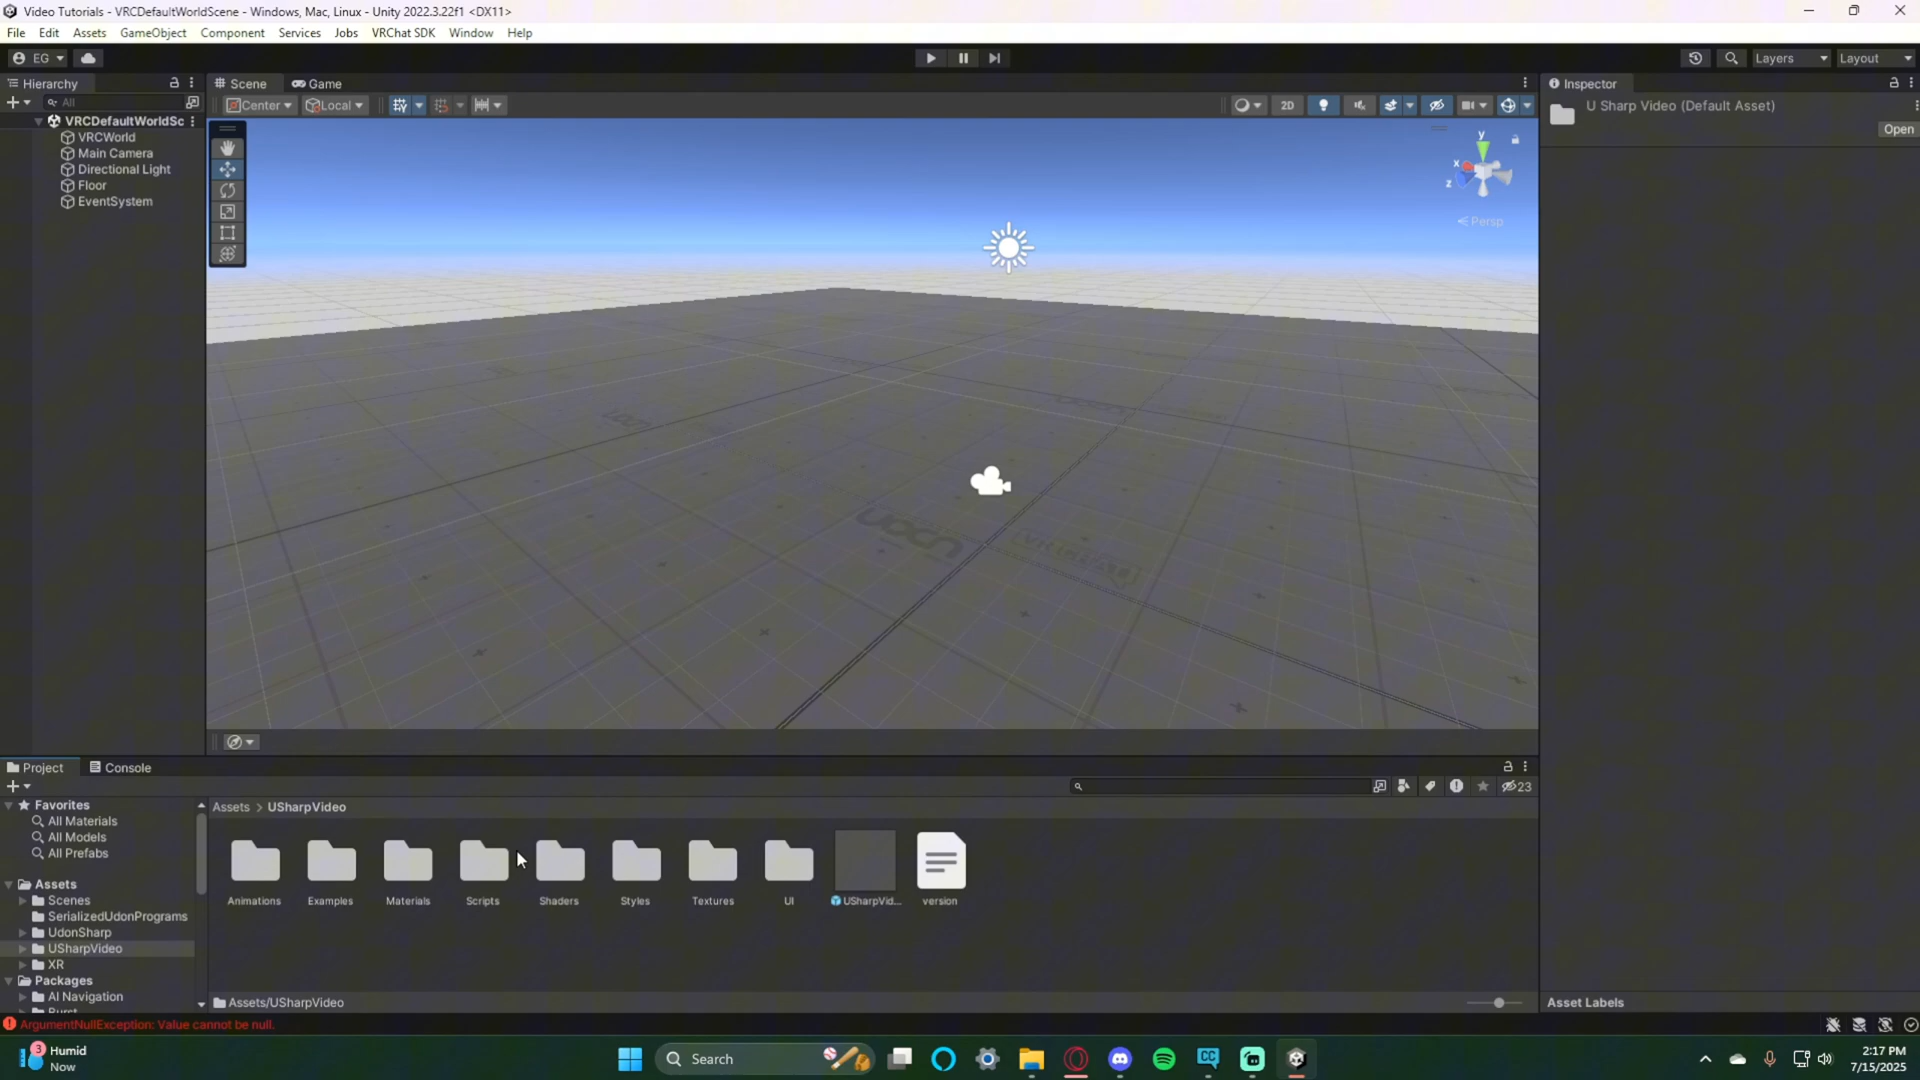 Video Tutorials - VRCDefaultWorldScene - Windows, Mac, Linux - Unity 2022.3.22f1 <DX11>
File Edit Assets GameObject Component Services Jobs VRChat SDK Window Help
EG Layers Layout
Hierarchy Scene Game Inspector
All Center Local 2D U Sharp Video (Default Asset)
Open
VRCDefaultWorldSc
VRCWorld
Main Camera
Directional Light
Floor
EventSystem
y
x
z
Persp
UDON
Project Console
23
Favorites
All Materials
All Models
All Prefabs
Assets > USharpVideo
Assets
Scenes
SerializedUdonPrograms
UdonSharp
USharpVideo
XR
Packages
AI Navigation
Burst
Animations Examples Materials Scripts Shaders Styles Textures UI USharpVid... version
Assets/USharpVideo
Asset Labels
ArgumentNullException: Value cannot be null.
3
Humid
Now
Search
CC
2:17 PM
7/15/2025